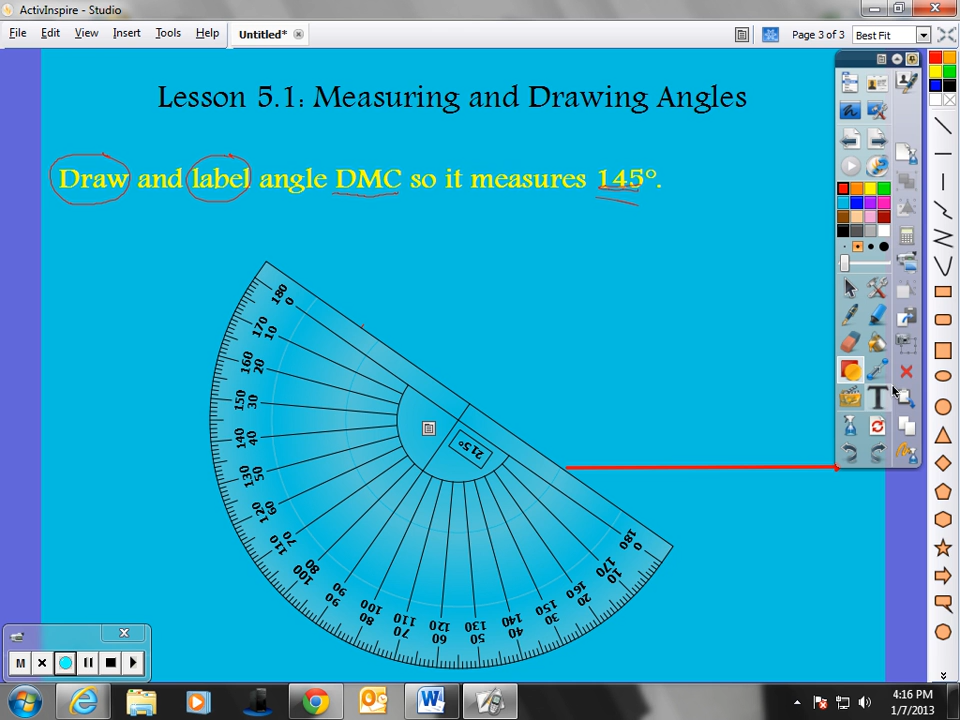 ActivInspire - Studio
File Edit View Insert Tools Help Untitled* Page 3 of 3 Best Fit
Lesson 5.1: Measuring and Drawing Angles
Draw and label angle DMC so it measures 145°.
180 0
170 10
160 20
150 30
140 40
130 50
120 60
110 70
100 80
90 90
80 100
70 110
60 120
50 130
40 140
30 150
20 160
10 170
0 180
215°
T
M
W
4:16 PM
1/7/2013